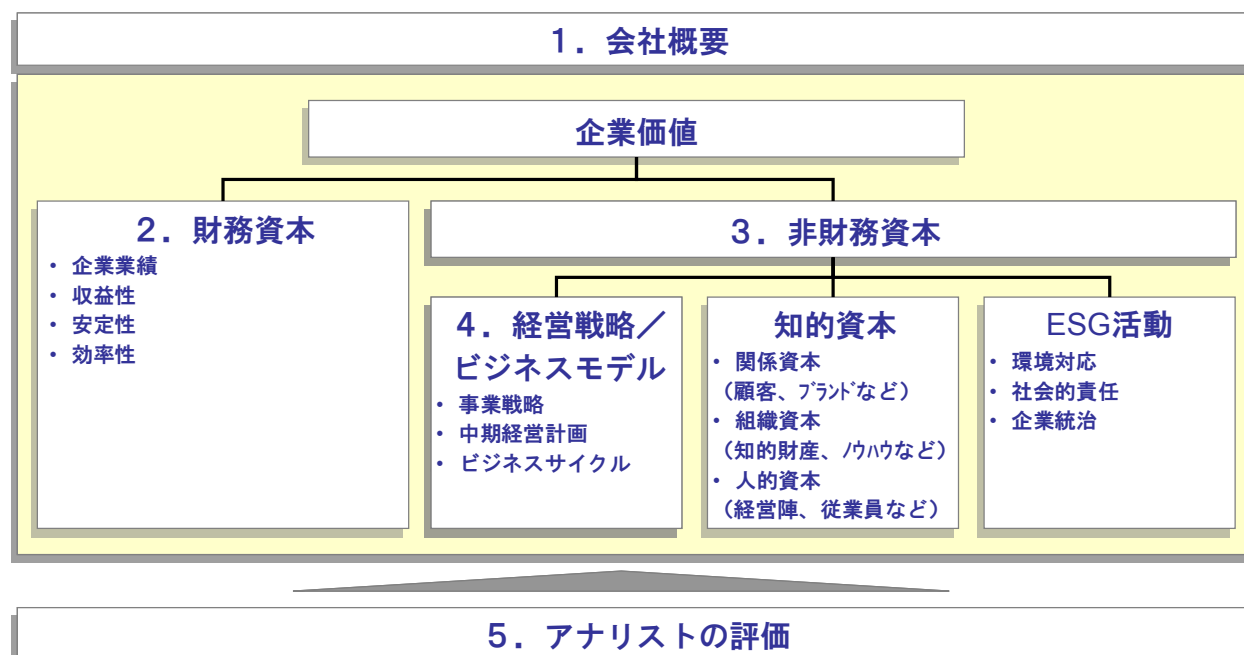 １．会社概要
企業価値
２．財務資本
・ 企業業績
・ 収益性
・ 安定性
・ 効率性
３．非財務資本
４．経営戦略／
ビジネスモデル
・ 事業戦略
・ 中期経営計画
・ ビジネスサイクル
知的資本
・ 関係資本
（顧客、ﾌﾞﾗﾝﾄﾞなど）
・ 組織資本
（知的財産、ﾉｳﾊｳなど）
・ 人的資本
（経営陣、従業員など）
ESG活動
・ 環境対応
・ 社会的責任
・ 企業統治
５．アナリストの評価